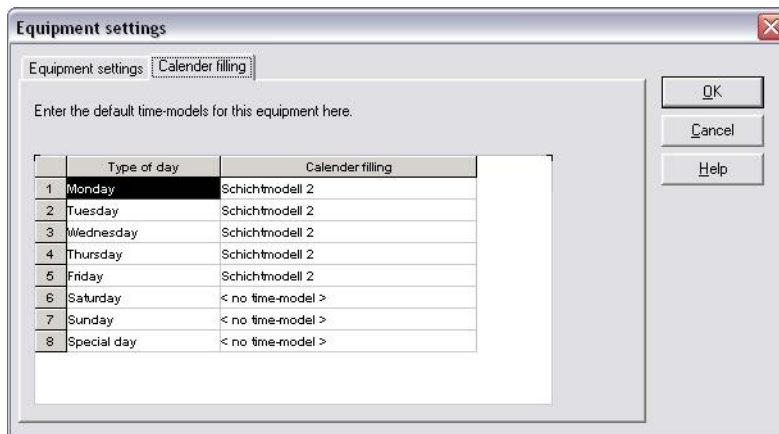 Equipment settings
Equipment settings Calender filling
OK
Enter the default time-models for this equipment here.
Cancel
Type of day Calender filling Help
1 Monday Schichtmodell 2
2 Tuesday Schichtmodell 2
3 Wednesday Schichtmodell 2
4 Thursday Schichtmodell 2
5 Friday Schichtmodell 2
6 Saturday < no time-model >
7 Sunday < no time-model >
8 Special day < no time-model >